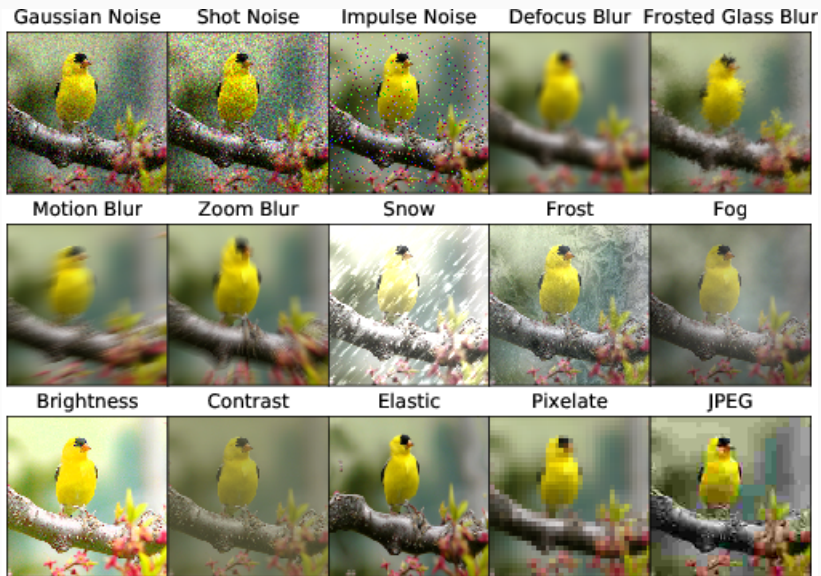 Gaussian Noise Shot Noise Impulse Noise Defocus Blur Frosted Glass Blur
Motion Blur Zoom Blur Snow Frost Fog
Brightness Contrast Elastic Pixelate JPEG